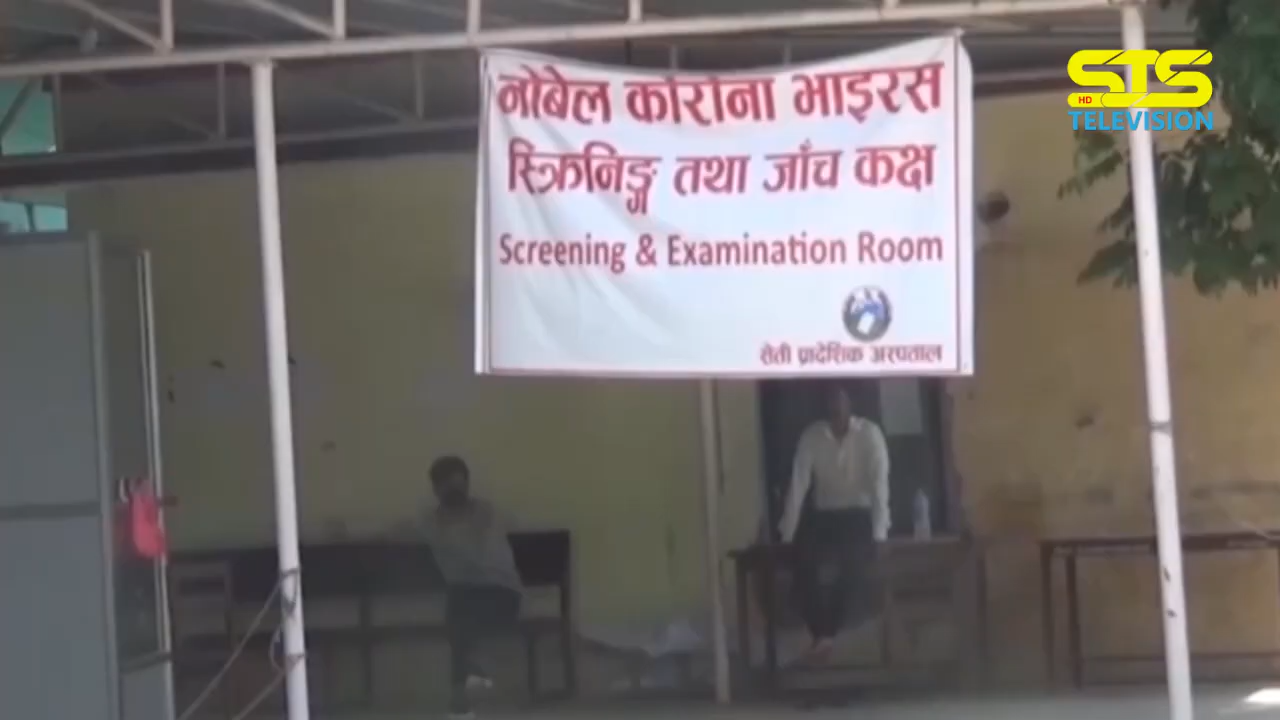 नोबेल कोरोना भाइरस
स्क्रिनिङ्ग तथा जाँच कक्ष
Screening & Examination Room
सेती प्रादेशिक अस्पताल
STS
HD
TELEVISION